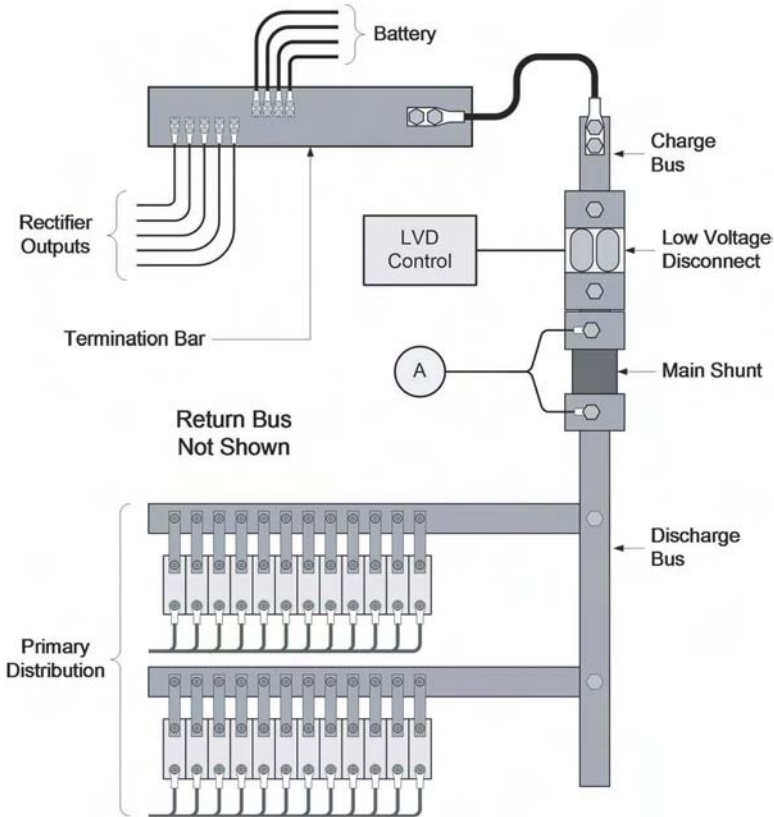 Battery
Charge
Bus
Rectifier
Outputs
LVD
Control
Low Voltage
Disconnect
Termination Bar
A
Main Shunt
Return Bus
Not Shown
Discharge
Bus
Primary
Distribution